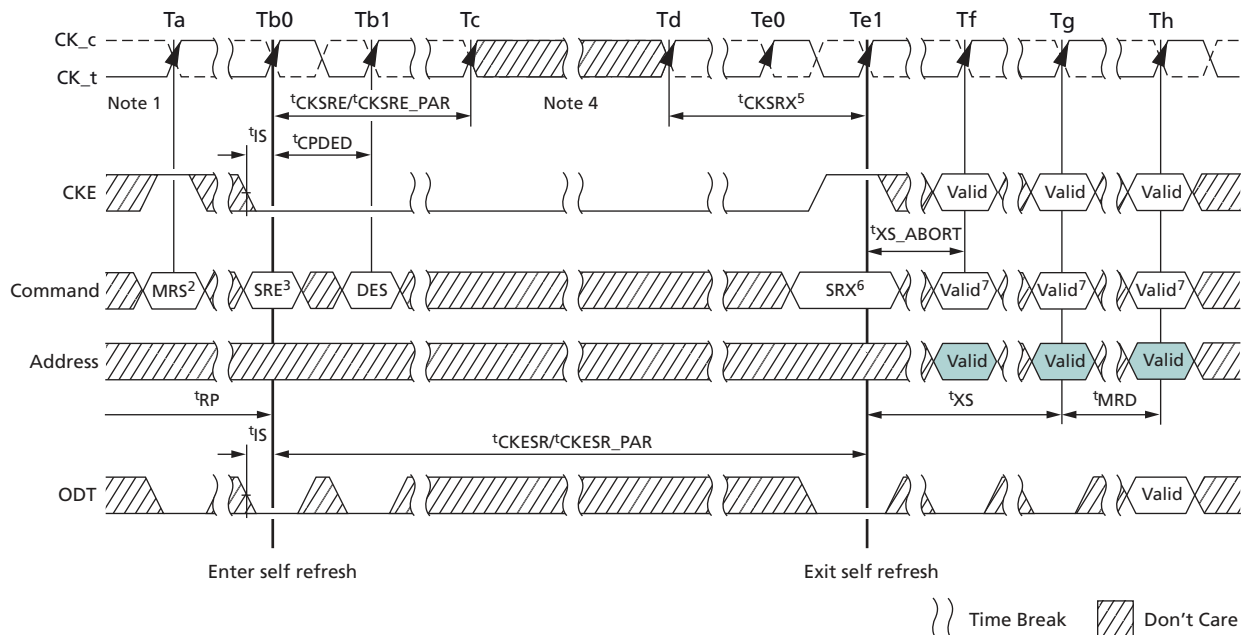 Ta Tb0 Tb1 Tc Td Te0 Te1 Tf Tg Th
CK_c
CK_t
Note 1 tCKSRE/tCKSRE_PAR Note 4 tCKSRX5
tIS tCPDED
CKE Valid Valid Valid
tXS_ABORT
Command MRS2 SRE3 DES SRX6 Valid7 Valid7 Valid7
Address Valid Valid Valid
tRP tXS tMRD
tIS tCKESR/tCKESR_PAR
ODT Valid
Enter self refresh Exit self refresh
Time Break Don't Care